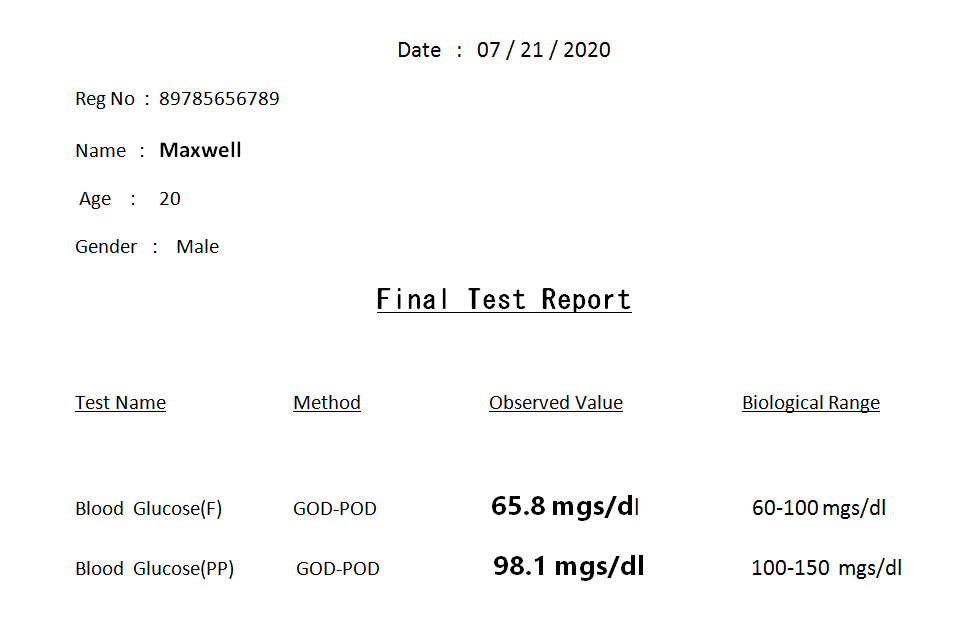 Date : 07 / 21 / 2020
Reg No : 89785656789
Name : Maxwell
Age : 20
Gender : Male
Final Test Report
Test Name Method Observed Value Biological Range
Blood Glucose(F) GOD-POD 65.8 mgs/dl 60-100 mgs/dl
Blood Glucose(PP) GOD-POD 98.1 mgs/dl 100-150 mgs/dl